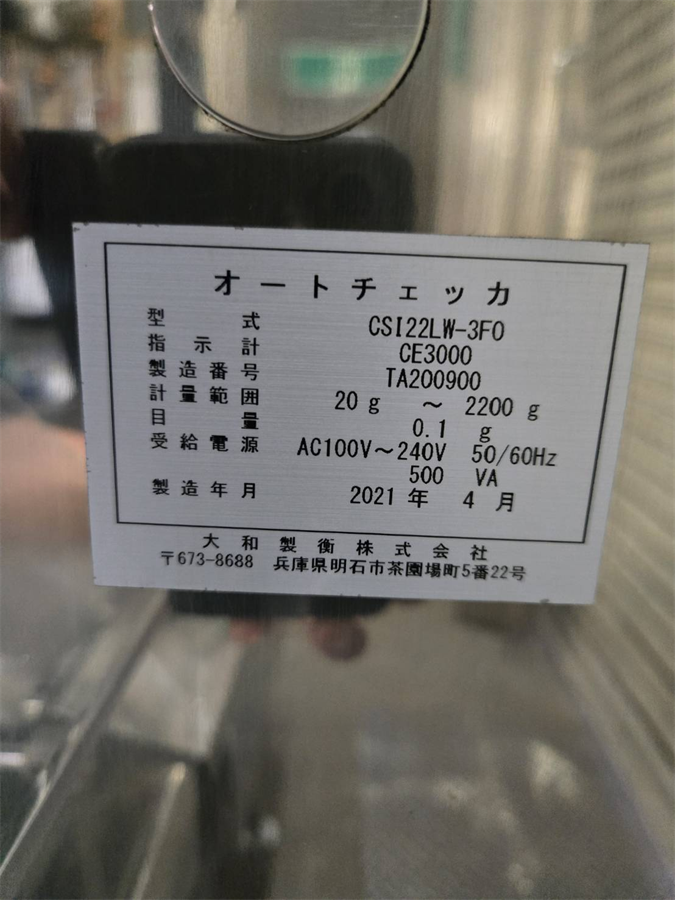 オートチェッカ
型式 CSI22LW-3F0
指示計 CE3000
製造番号 TA200900
計量範囲 20 g ～ 2200 g
目量 0.1 g
受給電源 AC100V～240V 50/60Hz
500 VA
製造年月 2021 年 4 月
大和製衡株式会社
〒673-8688 兵庫県明石市茶園場町5番22号